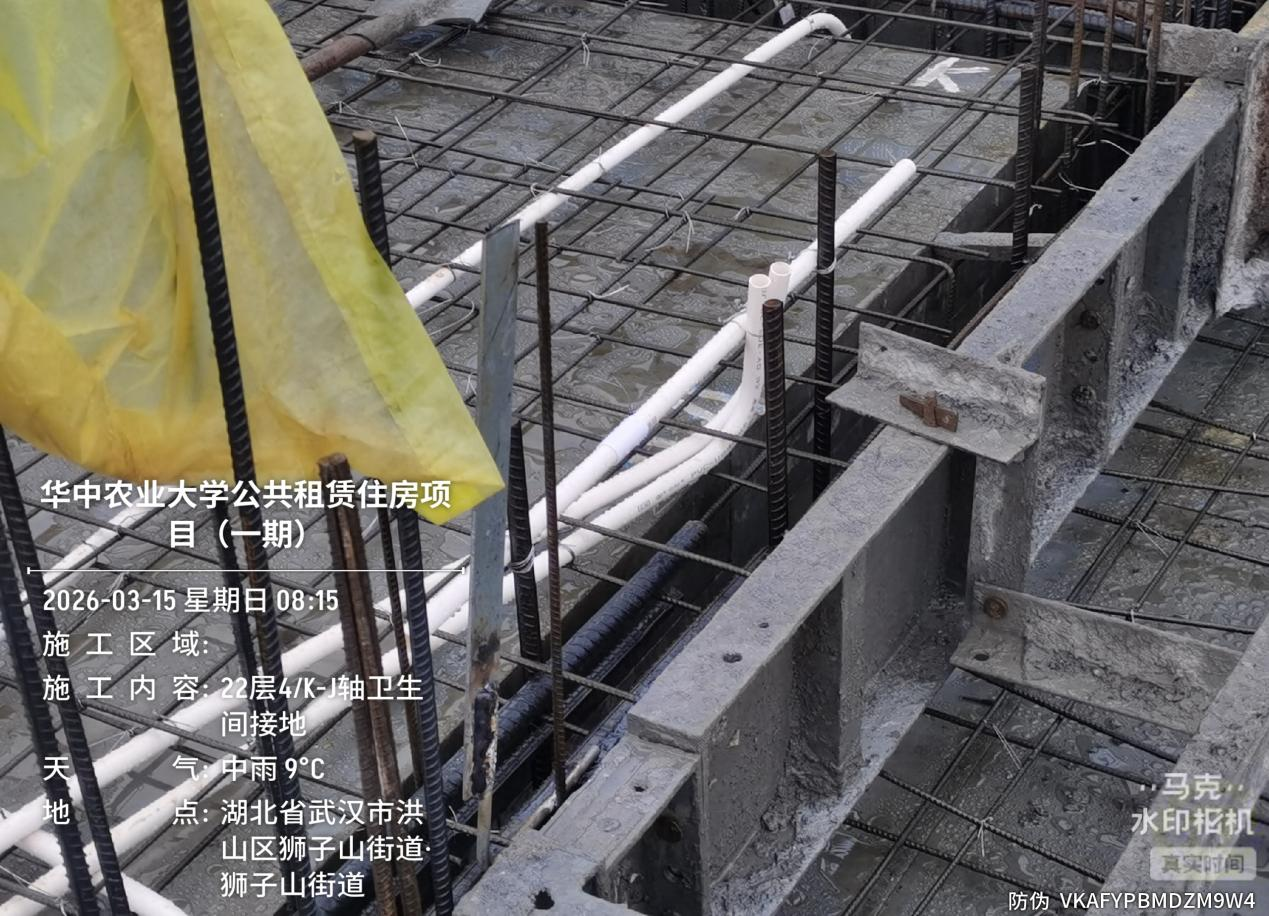 华中农业大学公共租赁住房项
目（一期）
2026-03-15 星期日 08:15
施工区域:
施工内容: 22层4/K-J轴卫生
间接地
天气: 中雨 9°C
地点: 湖北省武汉市洪
山区狮子山街道·
狮子山街道
马克
水印相机
真实时间
防伪 VKAFYPBMDZM9W4